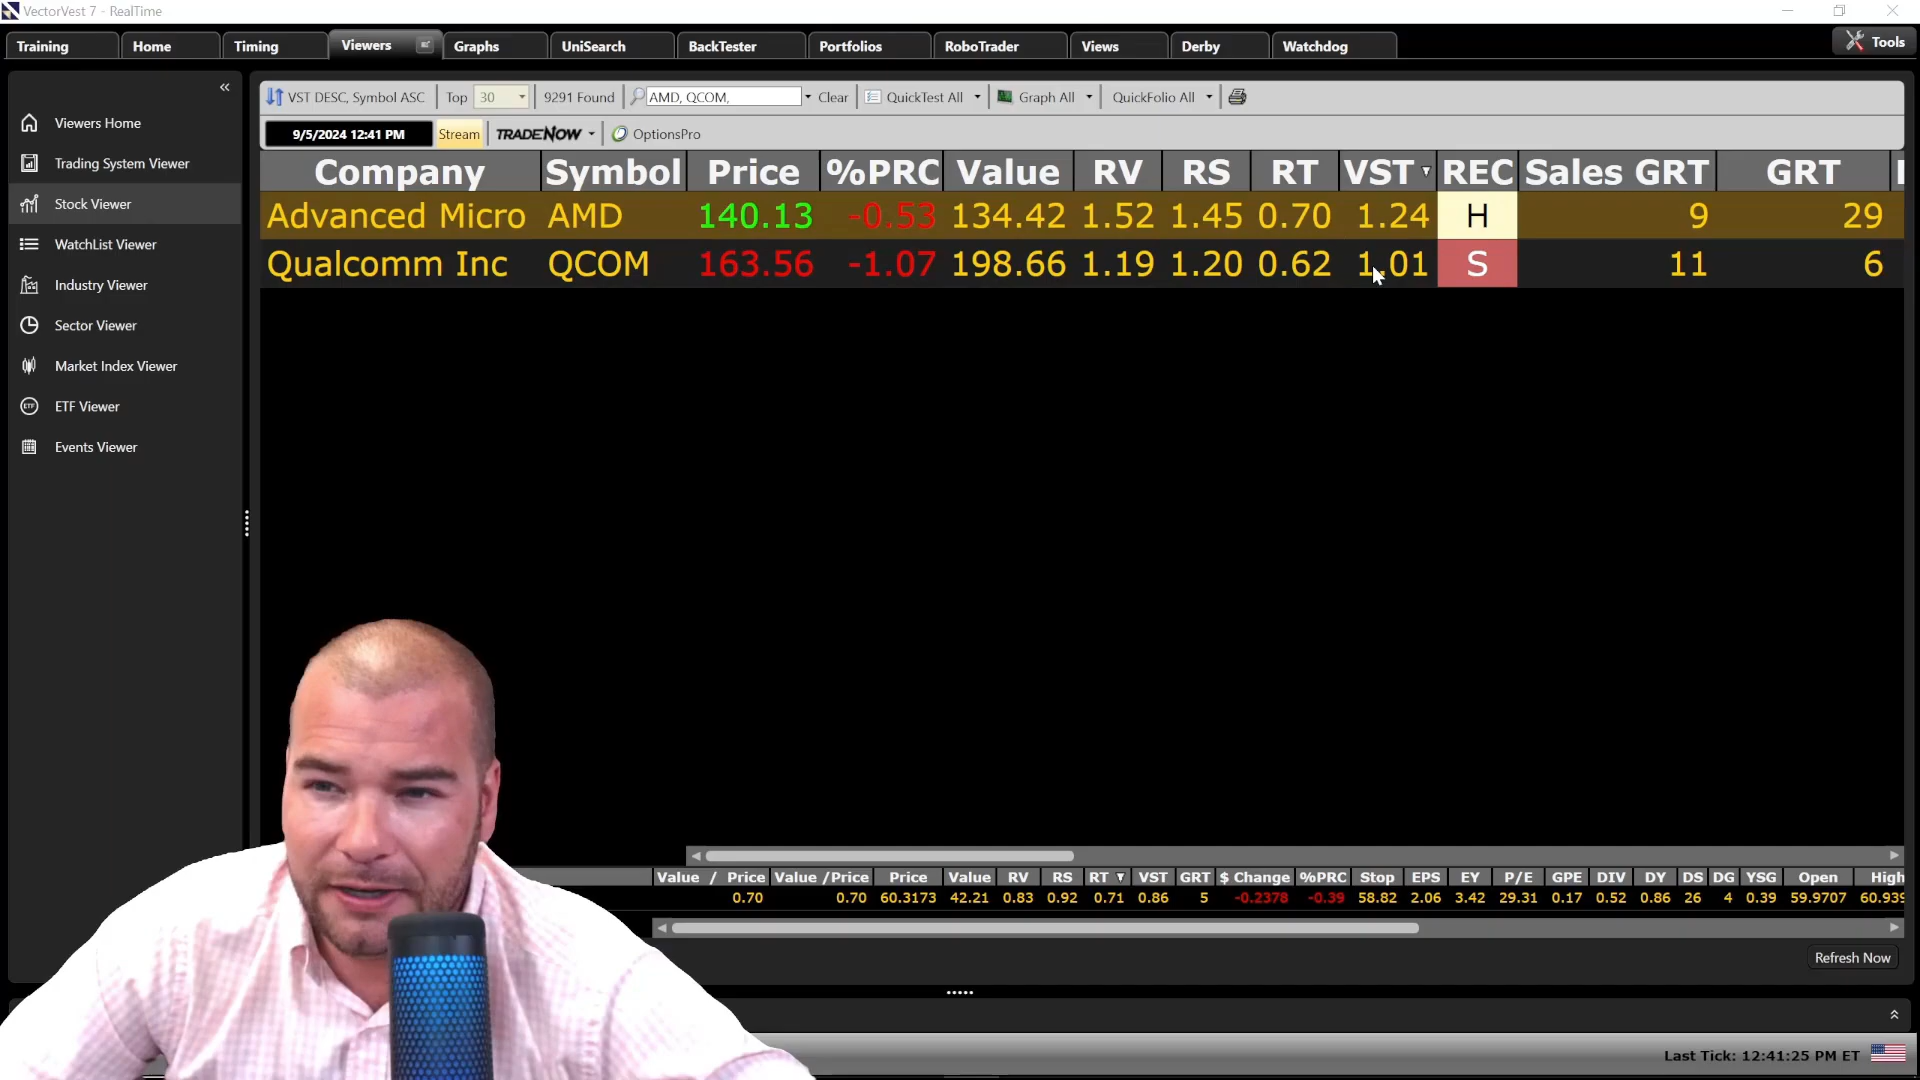 VectorVest 7 - RealTime
Training Home Timing Viewers Graphs UniSearch BackTester Portfolios RoboTrader Views Derby Watchdog Tools
VST DESC, Symbol ASC Top 30 9291 Found AMD, QCOM, Clear QuickTest All Graph All QuickFolio All
9/5/2024 12:41 PM Stream TRADENOW OptionsPro
Company Symbol Price %PRC Value RV RS RT VST REC Sales GRT GRT
Advanced Micro AMD 140.13 -0.53 134.42 1.52 1.45 0.70 1.24 H 9 29
Qualcomm Inc QCOM 163.56 -1.07 198.66 1.19 1.20 0.62 1.01 S 11 6
Viewers Home
Trading System Viewer
Stock Viewer
WatchList Viewer
Industry Viewer
Sector Viewer
Market Index Viewer
ETF ETF Viewer
Events Viewer
Value / Price Value /Price Price Value RV RS RT VST GRT $ Change %PRC Stop EPS EY P/E GPE DIV DY DS DG YSG Open High
0.70 0.70 60.3173 42.21 0.83 0.92 0.71 0.86 5 -0.2378 -0.39 58.82 2.06 3.42 29.31 0.17 0.52 0.86 26 4 0.39 59.9707 60.939
Refresh Now
Last Tick: 12:41:25 PM ET